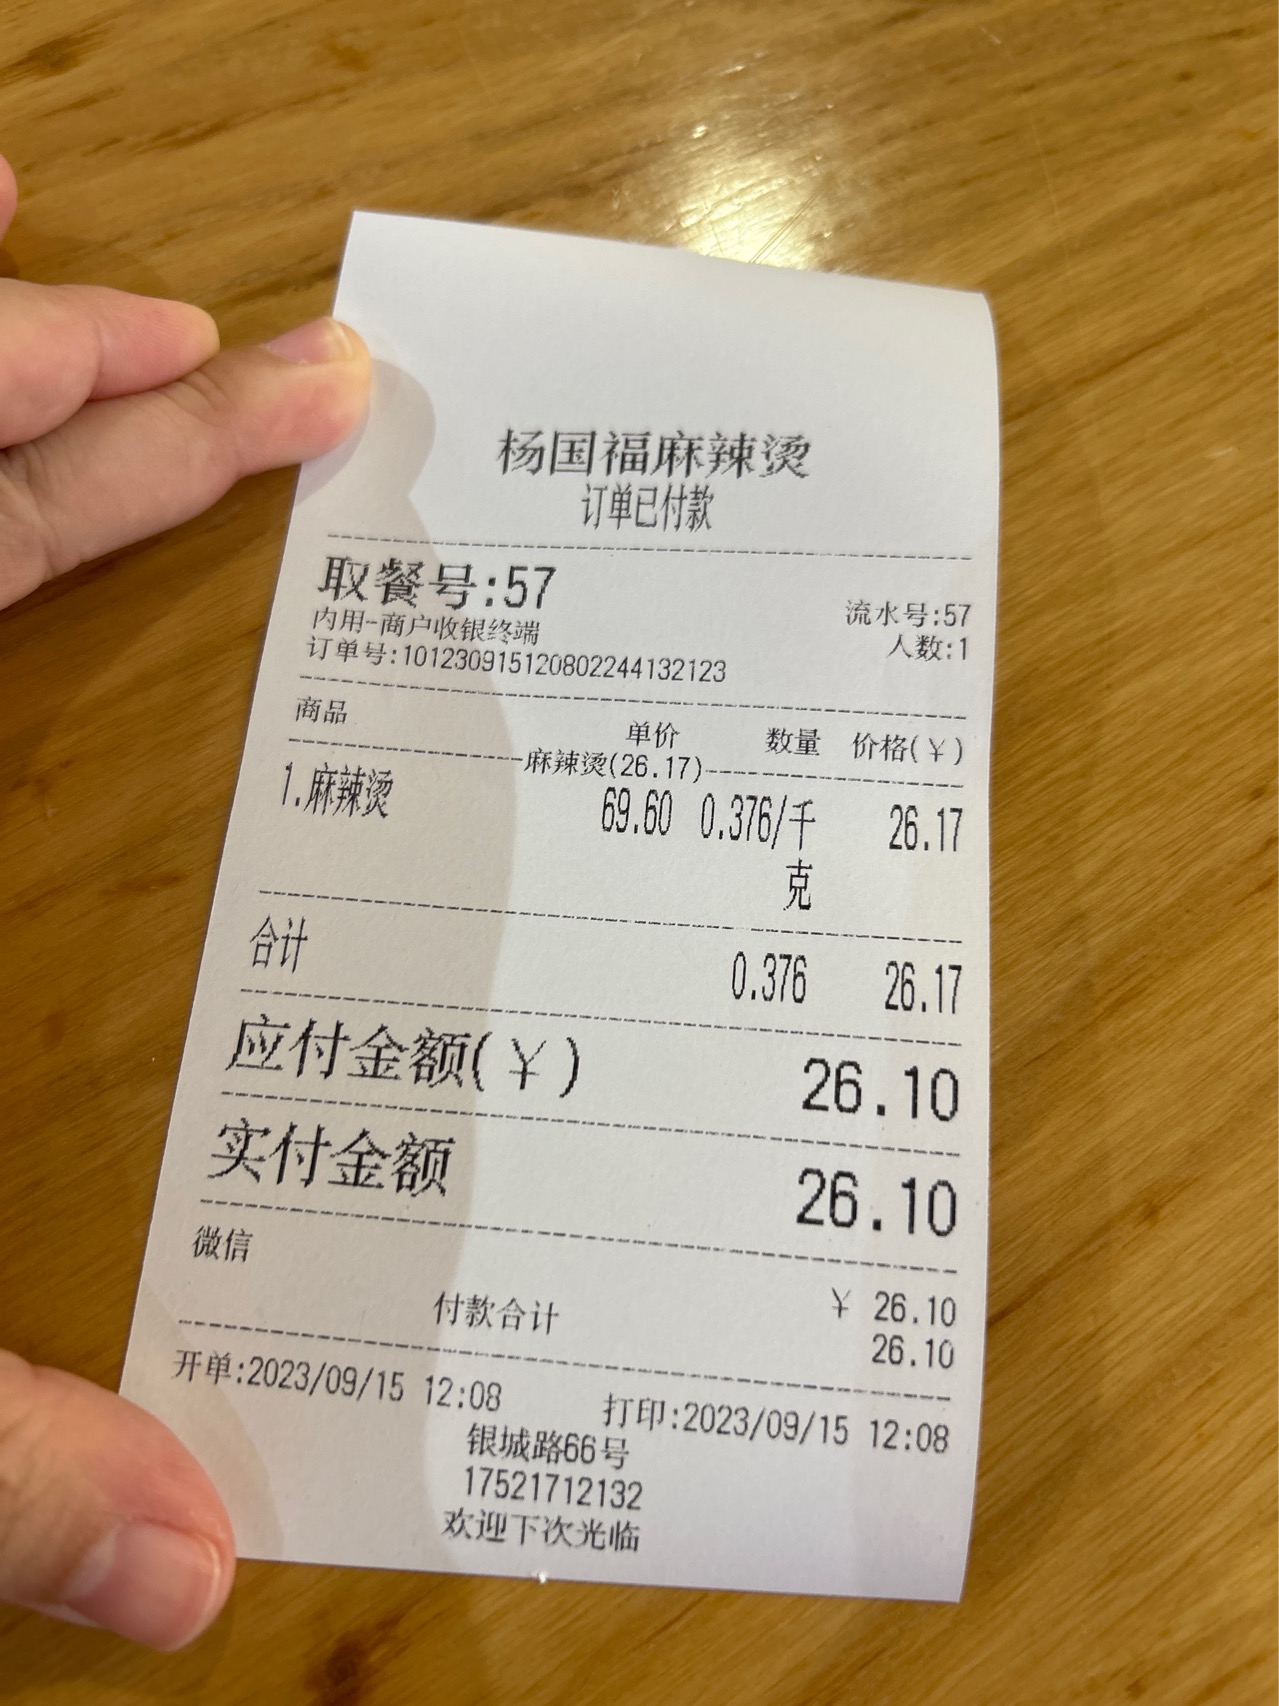 杨国福麻辣烫
订单已付款
取餐号:57
流水号:57
内用-商户收银终端
人数:1
订单号:10123091512080224413​2123
商品 单价 数量 价格(¥)
麻辣烫(26.17)
1.麻辣烫 69.60 0.376/千克 26.17
合计 0.376 26.17
应付金额(¥) 26.10
实付金额 26.10
微信 ¥ 26.10
付款合计 26.10
开单:2023/09/15 12:08 打印:2023/09/15 12:08
银城路66号
17521712132
欢迎下次光临